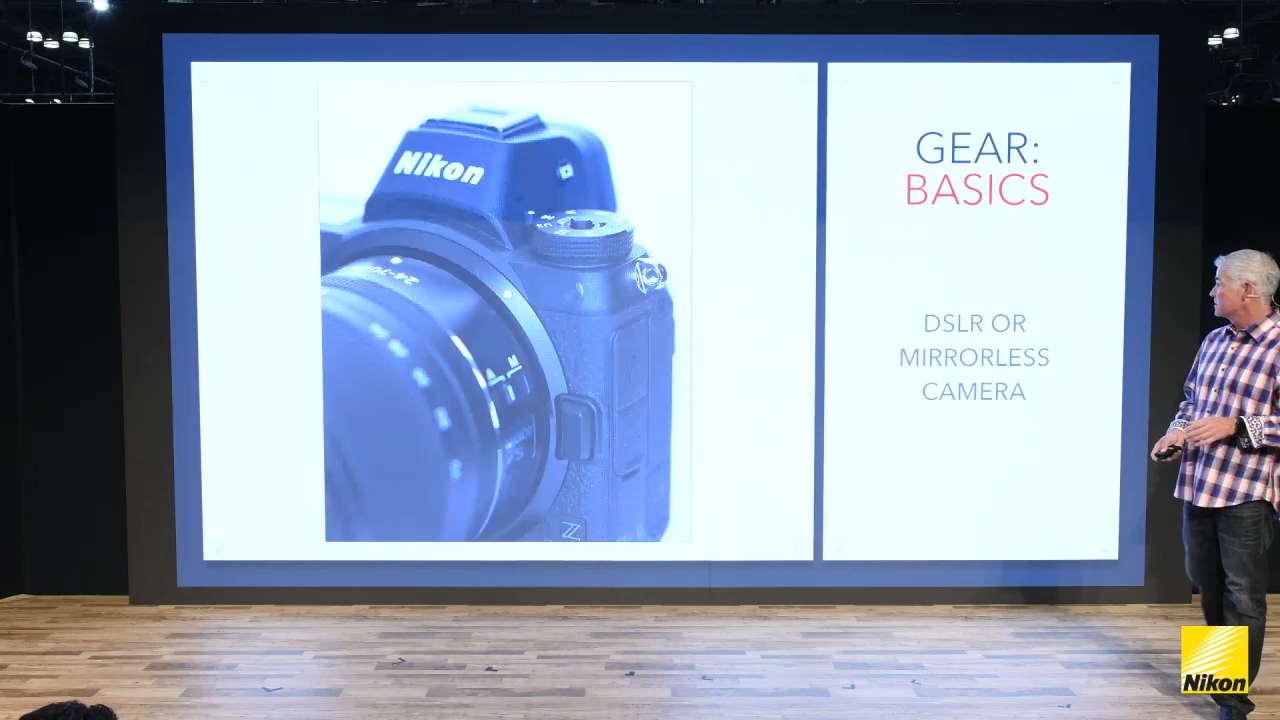 Nikon
24-70
Z
GEAR:
BASICS
DSLR OR
MIRRORLESS
CAMERA
Nikon